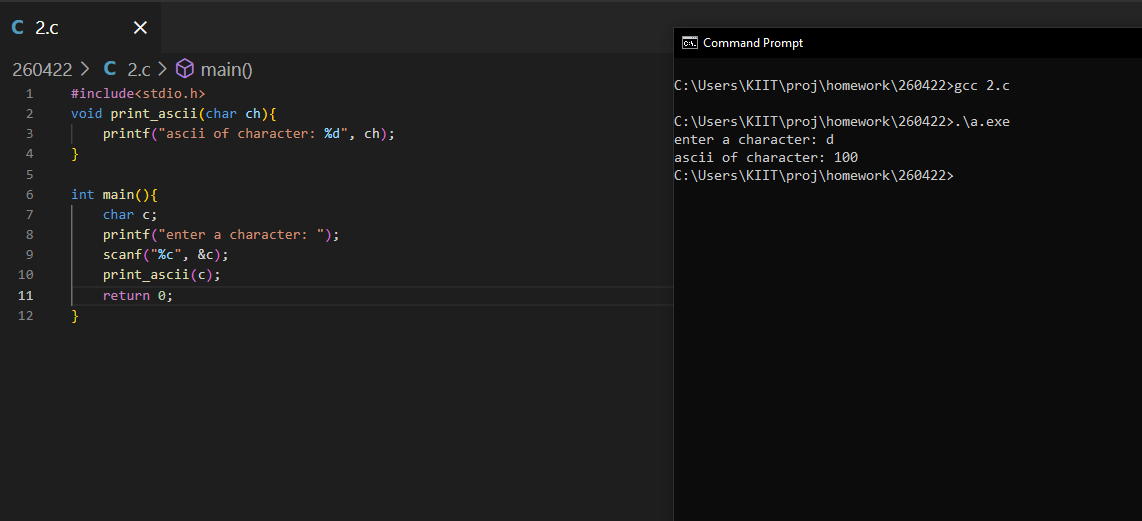 C 2.c ×
260422 > C 2.c > main()
1 #include<stdio.h>
2 void print_ascii(char ch){
3     printf("ascii of character: %d", ch);
4 }
5
6 int main(){
7     char c;
8     printf("enter a character: ");
9     scanf("%c", &c);
10     print_ascii(c);
11     return 0;
12 }
C:\. Command Prompt
C:\Users\KIIT\proj\homework\260422>gcc 2.c
C:\Users\KIIT\proj\homework\260422>.\a.exe
enter a character: d
ascii of character: 100
C:\Users\KIIT\proj\homework\260422>